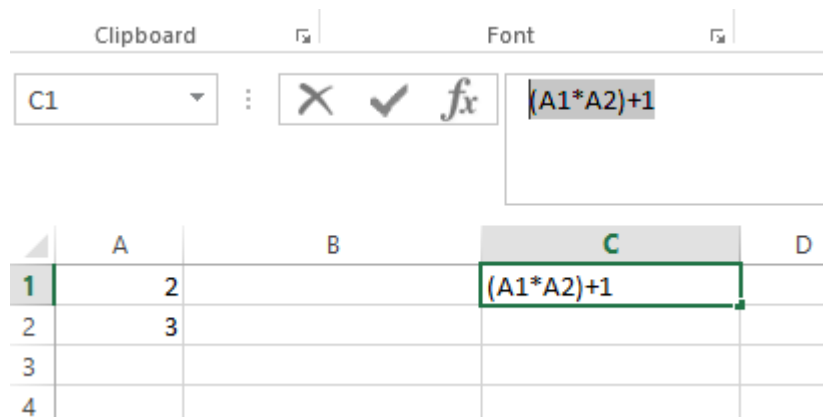 Clipboard Font
C1 fx (A1*A2)+1
A B C D
1 2 (A1*A2)+1
2 3
3
4